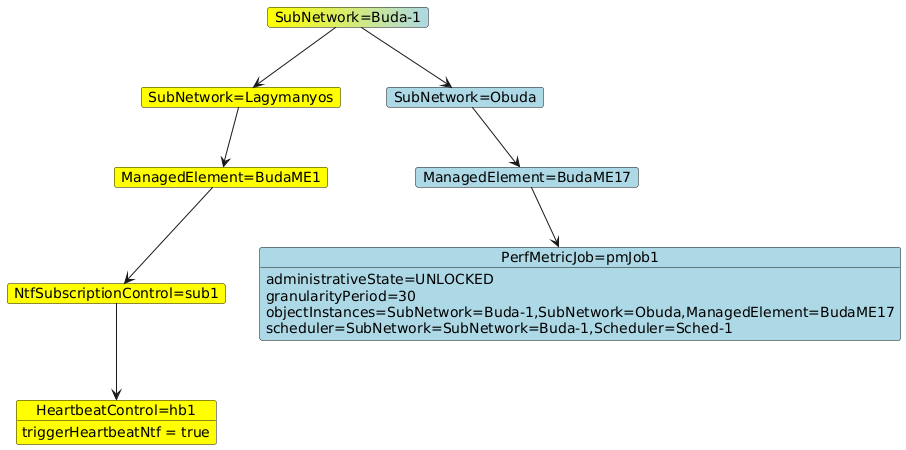 SubNetwork=Buda-1
SubNetwork=Lagymanyos
SubNetwork=Obuda
ManagedElement=BudaME1
ManagedElement=BudaME17
PerfMetricJob=pmJob1
administrativeState=UNLOCKED
granularityPeriod=30
objectInstances=SubNetwork=Buda-1,SubNetwork=Obuda,ManagedElement=BudaME17
scheduler=SubNetwork=SubNetwork=Buda-1,Scheduler=Sched-1
NtfSubscriptionControl=sub1
HeartbeatControl=hb1
triggerHeartbeatNtf = true